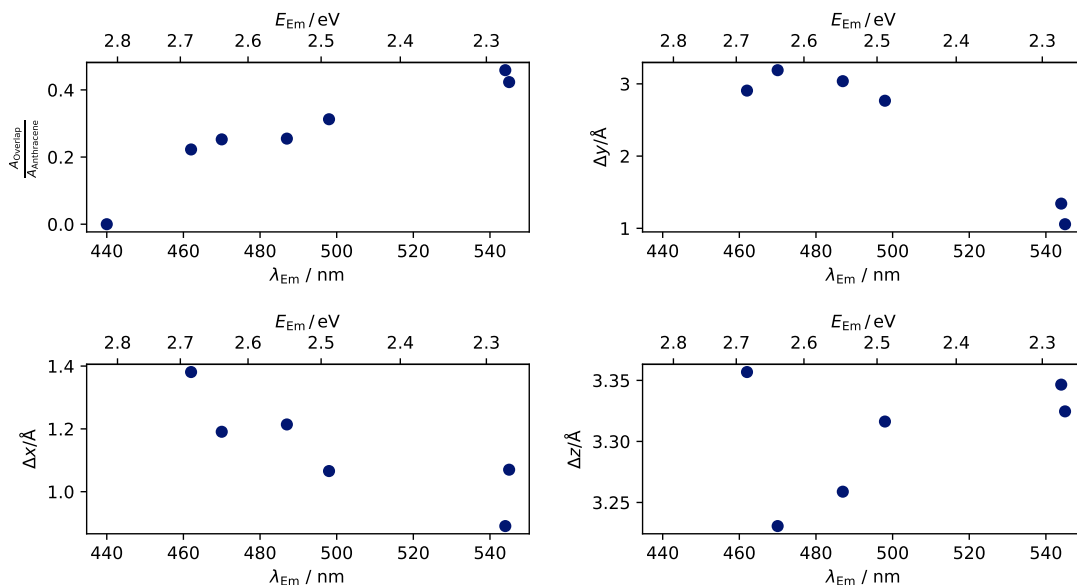 E_Em / eV
2.8 2.7 2.6 2.5 2.4 2.3
A_Overlap
A_Anthracene
0.4
0.2
0.0
440 460 480 500 520 540
λ_Em / nm
E_Em / eV
2.8 2.7 2.6 2.5 2.4 2.3
Δy/Å
3
2
1
440 460 480 500 520 540
λ_Em / nm
E_Em / eV
2.8 2.7 2.6 2.5 2.4 2.3
Δx/Å
1.4
1.2
1.0
440 460 480 500 520 540
λ_Em / nm
E_Em / eV
2.8 2.7 2.6 2.5 2.4 2.3
Δz/Å
3.35
3.30
3.25
440 460 480 500 520 540
λ_Em / nm